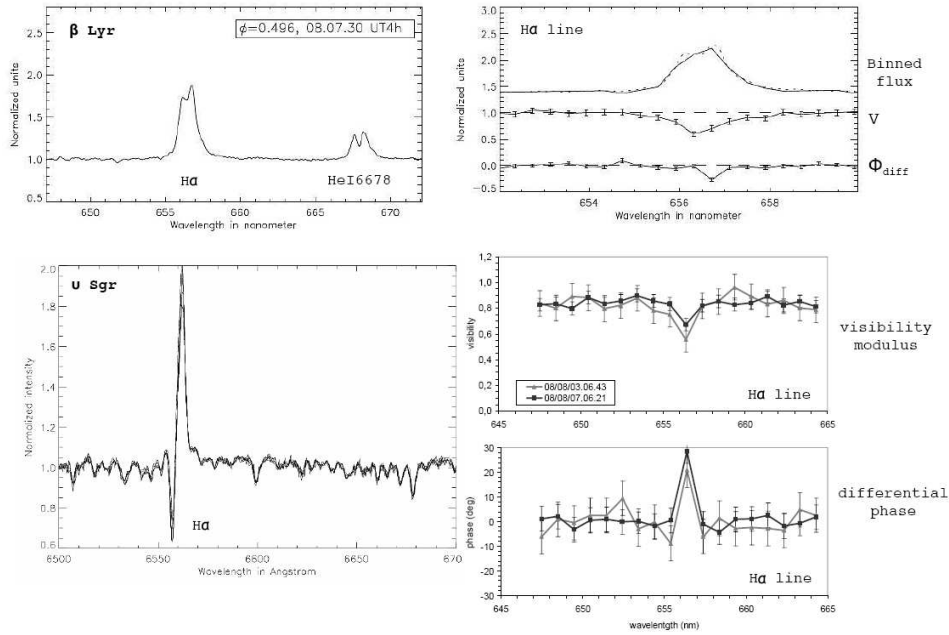 β Lyr
ϕ=0.496, 08.07.30 UT4h
Normalized units
2.5
2.0
1.5
1.0
0.5
Hα
HeI6678
650
655
660
665
670
Wavelength in nanometer
Hα line
Normalized units
3.0
2.5
2.0
1.5
1.0
0.5
0.0
-0.5
654
656
658
Wavelength in nanometer
Binned
flux
V
Φdiff
υ Sgr
Normalized intensity
2.0
1.8
1.6
1.4
1.2
1.0
0.8
0.6
Hα
6500
6550
6600
6650
670
Wavelength in Angstrom
visibility
1,2
1,0
0,8
0,6
0,4
0,2
0,0
08/08/03.06.43
08/08/07.06.21
Hα line
645
650
655
660
665
visibility
modulus
phase (deg)
30
20
10
0
-10
-20
-30
Hα line
645
650
655
660
665
wavelentgth (nm)
differential
phase